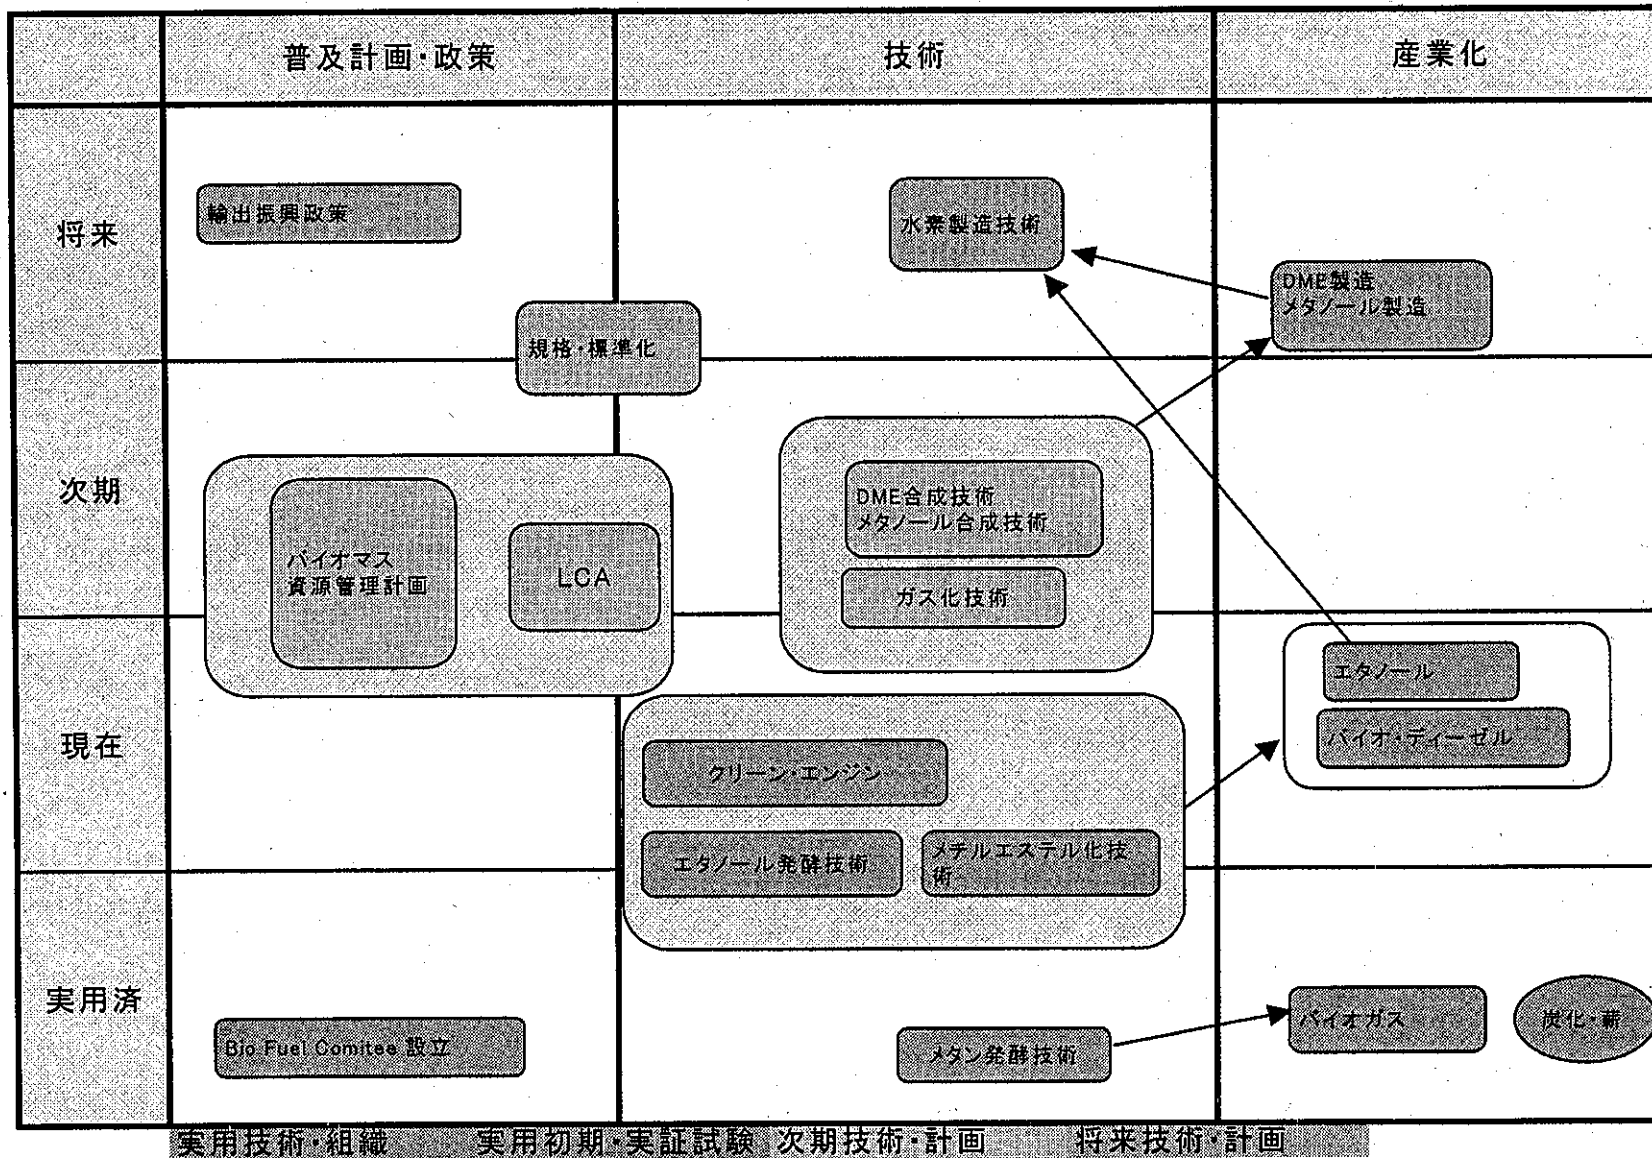 普及計画・政策
技術
産業化
将来
輸出振興政策
水素製造技術
DME製造
メタノール製造
規格・標準化
次期
バイオマス
資源管理計画
LCA
DME合成技術
メタノール合成技術
ガス化技術
現在
エタノール
バイオ・ディーゼル
クリーン・エンジン
エタノール発酵技術
メチルエステル化技
術
実用済
Bio Fuel Comitee 設立
メタン発酵技術
バイオガス
炭化・薪
実用技術・組織 実用初期・実証試験 次期技術・計画 将来技術・計画